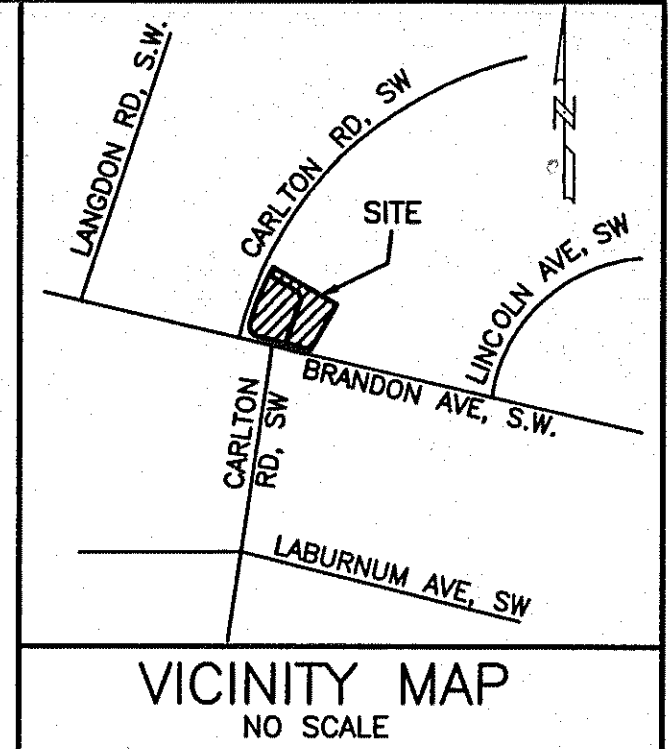 LANGDON RD, S.W.
CARLTON RD, SW
N
SITE
LINCOLN AVE, SW
BRANDON AVE, S.W.
CARLTON
RD, SW
LABURNUM AVE, SW
VICINITY MAP
NO SCALE